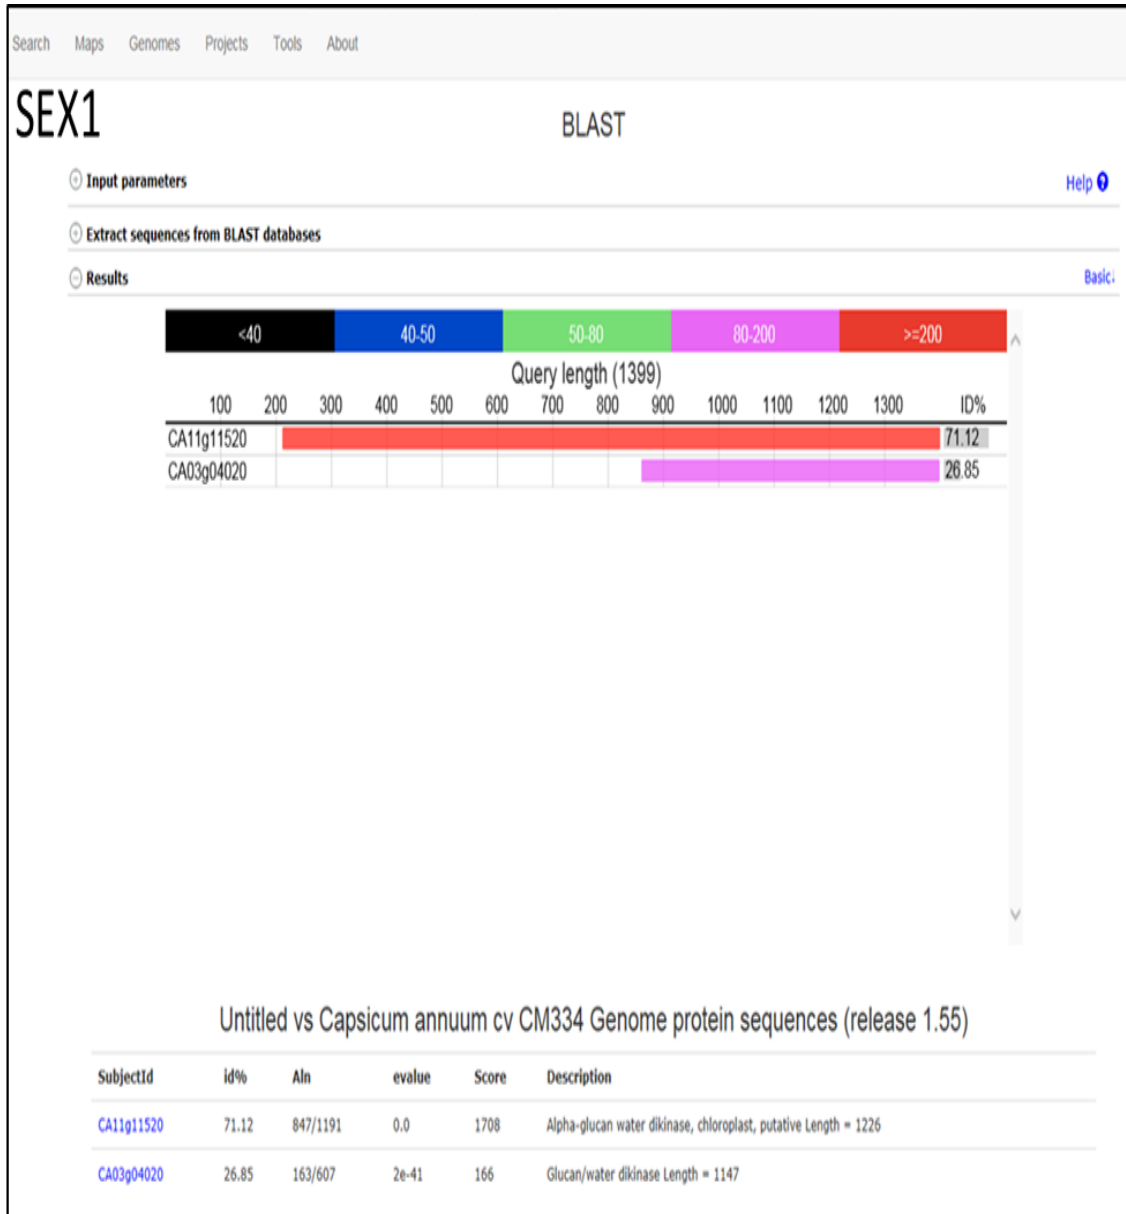 Search Maps Genomes Projects Tools About
SEX1
BLAST
Input parameters Help
Extract sequences from BLAST databases
Results Basic
<40 40-50 50-80 80-200 >=200
Query length (1399)
100 200 300 400 500 600 700 800 900 1000 1100 1200 1300 ID%
CA11g11520 71.12
CA03g04020 26.85
Untitled vs Capsicum annuum cv CM334 Genome protein sequences (release 1.55)
SubjectId id% Aln evalue Score Description
CA11g11520 71.12 847/1191 0.0 1708 Alpha-glucan water dikinase, chloroplast, putative Length = 1226
CA03g04020 26.85 163/607 2e-41 166 Glucan/water dikinase Length = 1147